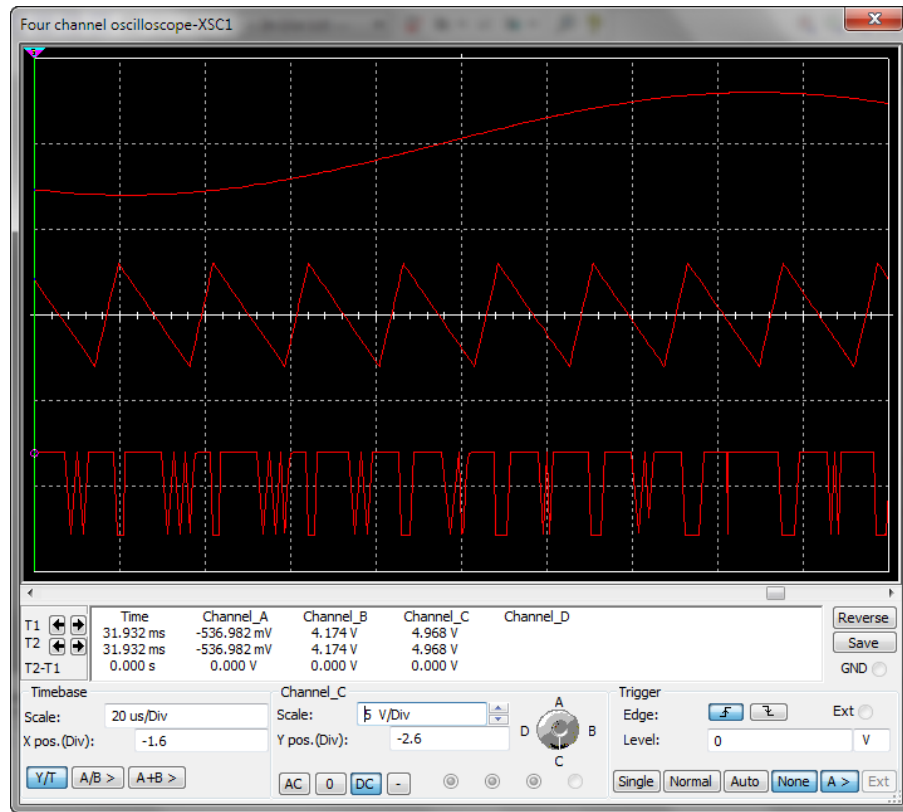 Four channel oscilloscope-XSC1
Time Channel_A Channel_B Channel_C Channel_D
T1 31.932 ms -536.982 mV 4.174 V 4.968 V
T2 31.932 ms -536.982 mV 4.174 V 4.968 V
T2-T1 0.000 s 0.000 V 0.000 V 0.000 V
Reverse
Save
GND
Timebase
Scale: 20 us/Div
X pos.(Div): -1.6
Y/T A/B > A+B >
Channel_C
Scale: 5 V/Div
Y pos.(Div): -2.6
AC 0 DC -
A
D B
C
Trigger
Edge: Ext
Level: 0 V
Single Normal Auto None A > Ext